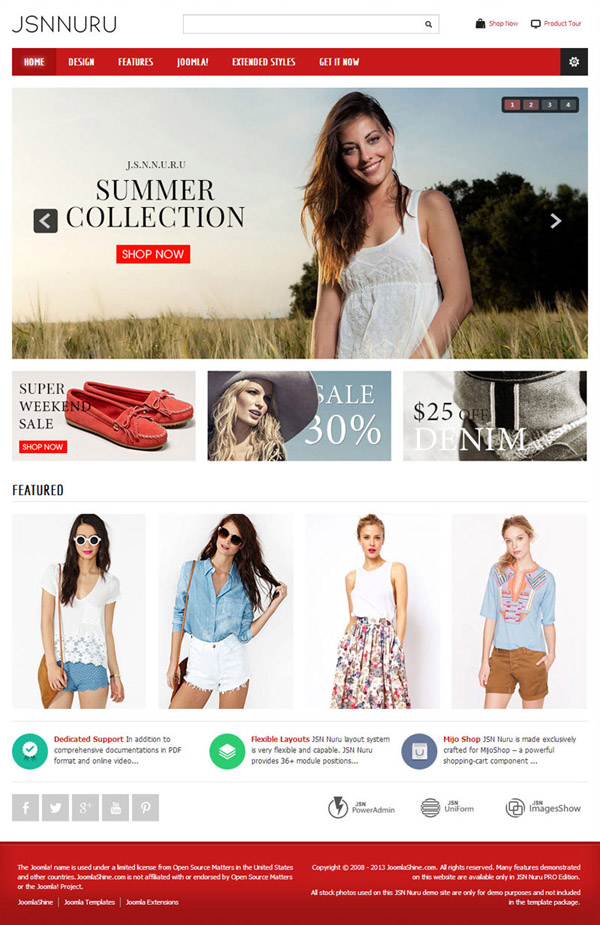 JSNNURU
Shop Now
Product Tour
HOME
DESIGN
FEATURES
JOOMLA!
EXTENDED STYLES
GET IT NOW
1 2 3 4
J.S.N.N.U.R.U
SUMMER
COLLECTION
SHOP NOW
SUPER
WEEKEND
SALE
SHOP NOW
SALE
30%
$25 OFF
DENIM
FEATURED
Dedicated Support In addition to
comprehensive documentations in PDF
format and online video...
Flexible Layouts JSN Nuru layout system
is very flexible and capable. JSN Nuru
provides 36+ module positions...
Mijo Shop JSN Nuru is made exclusively
crafted for MijoShop – a powerful
shopping-cart component ...
JSN
PowerAdmin
JSN
UniForm
JSN
ImagesShow
The Joomla! name is used under a limited license from Open Source Matters in the United States
and other countries. JoomlaShine.com is not affiliated with or endorsed by Open Source Matters
or the Joomla! Project.
JoomlaShine | Joomla Templates | Joomla Extensions
Copyright © 2008 - 2013 JoomlaShine.com. All rights reserved. Many features demonstrated
on this website are available only in JSN Nuru PRO Edition.
All stock photos used on this JSN Nuru demo site are only for demo purposes and not included
in the template package.